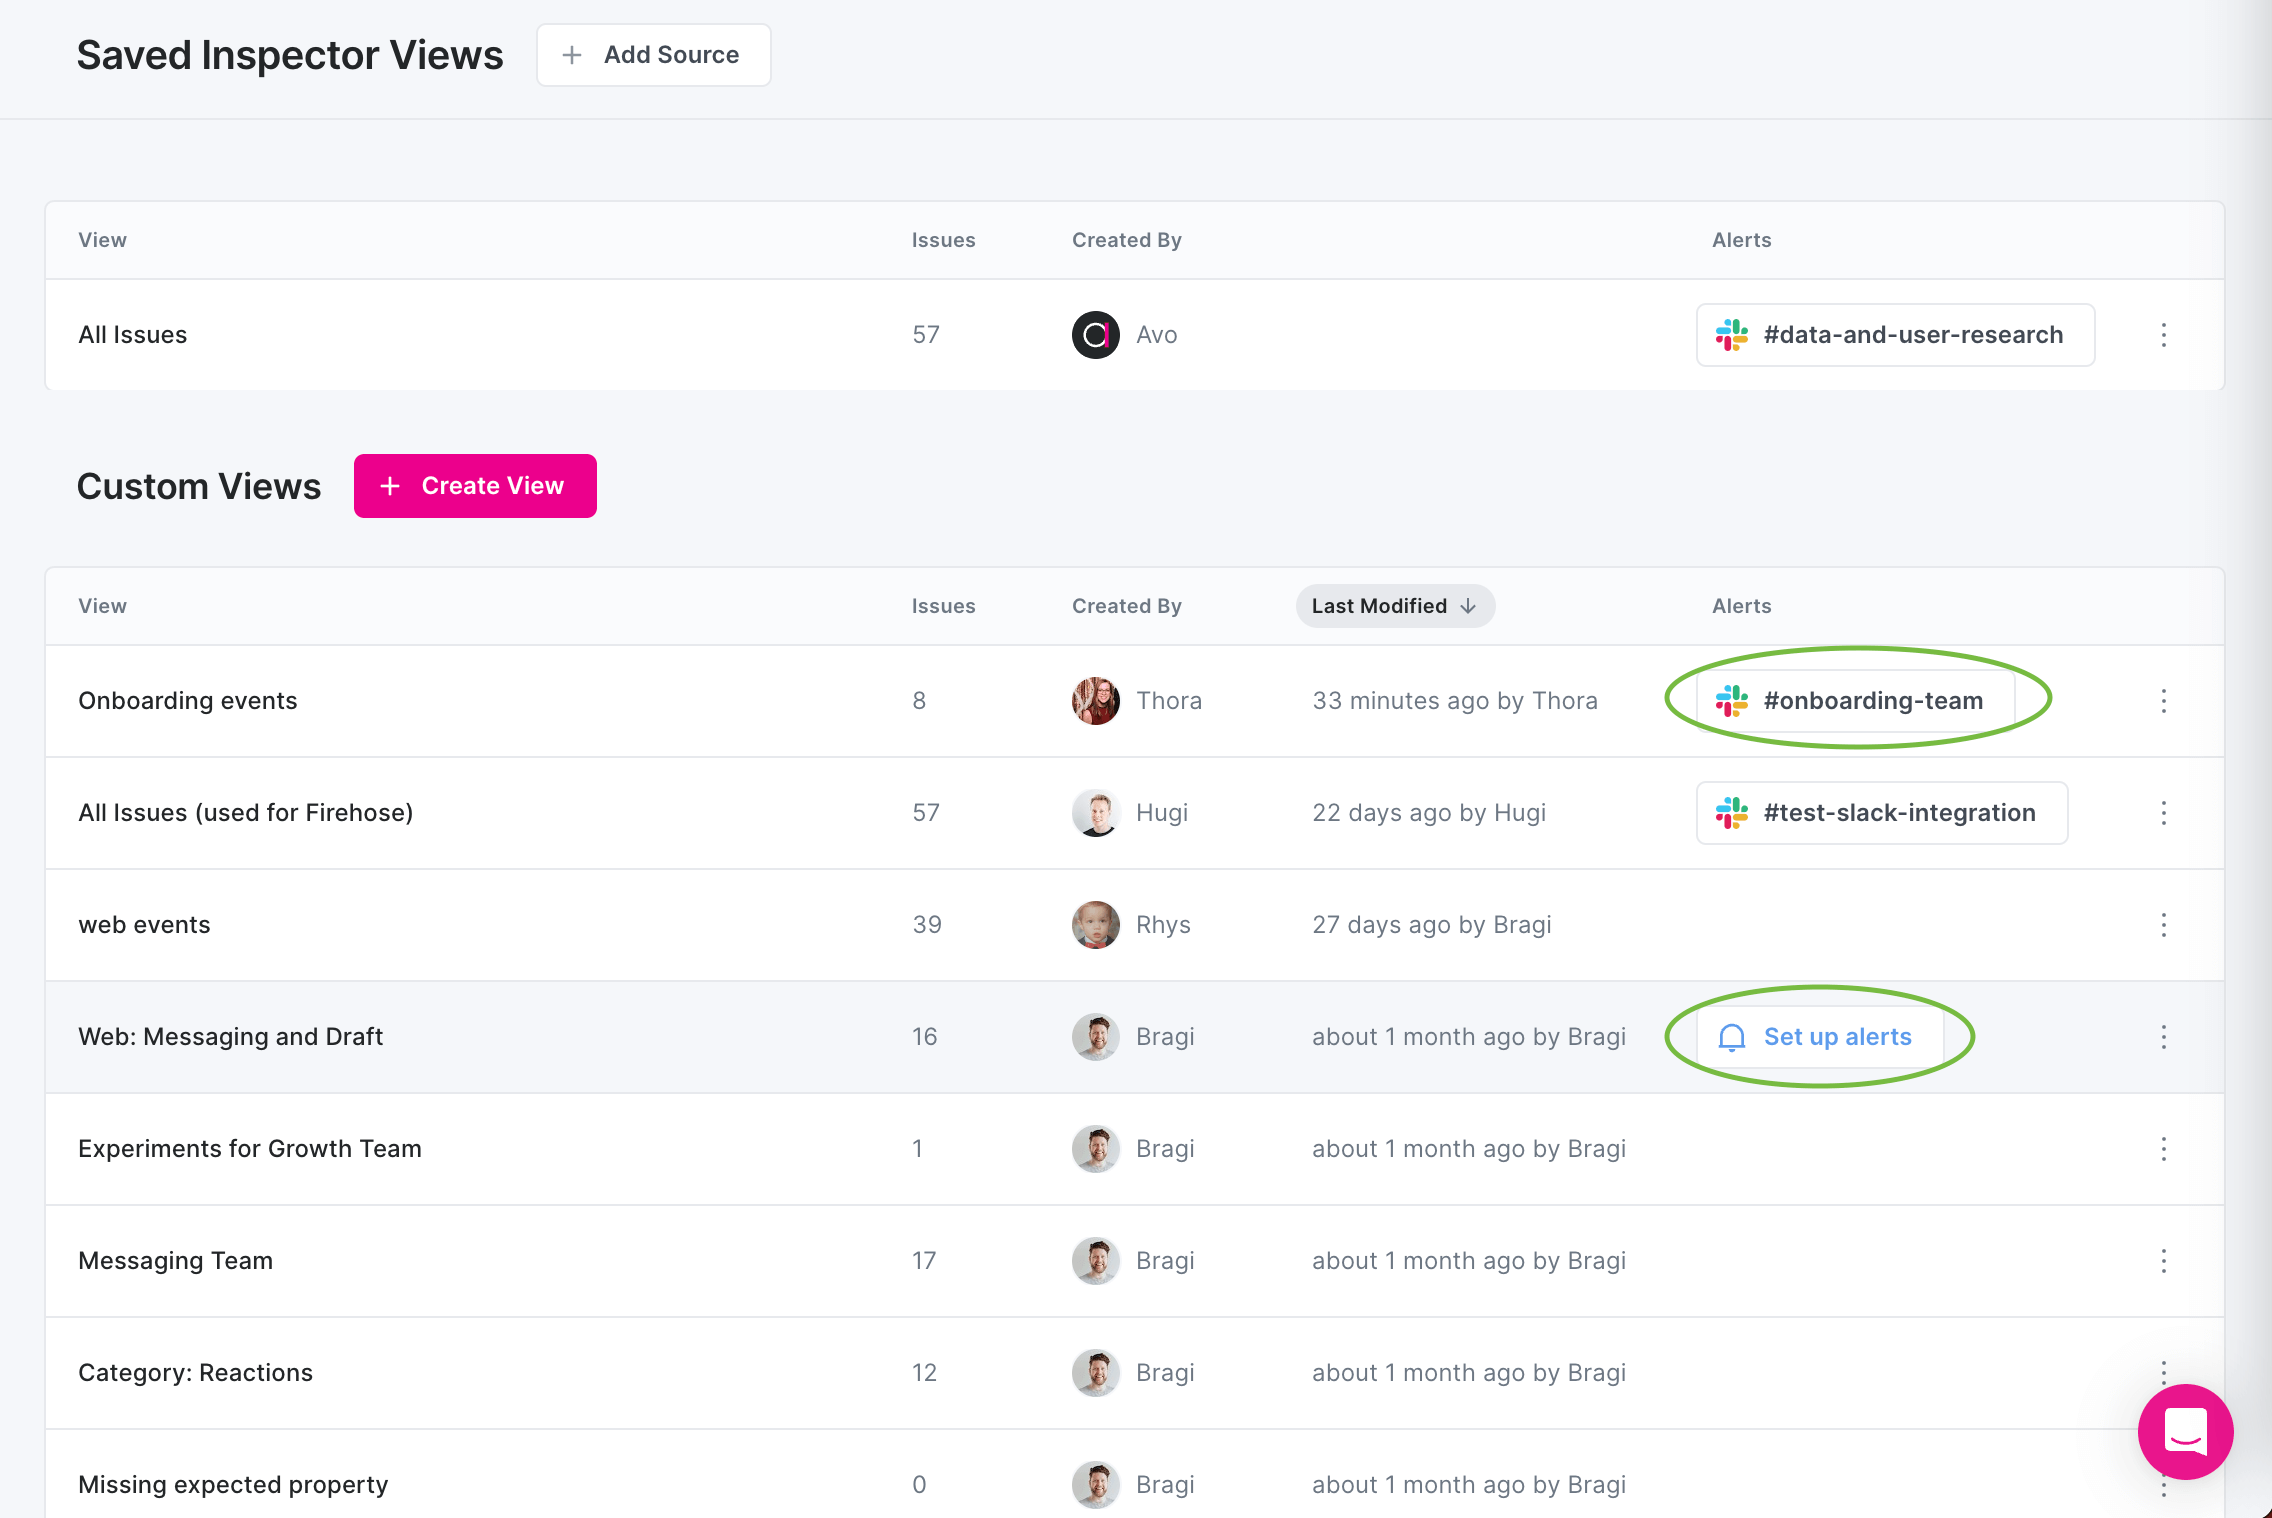 Saved Inspector Views
Add Source
View Issues Created By Alerts
All Issues 57 Avo #data-and-user-research
Custom Views
Create View
View Issues Created By Last Modified Alerts
Onboarding events 8 Thora 33 minutes ago by Thora #onboarding-team
All Issues (used for Firehose) 57 Hugi 22 days ago by Hugi #test-slack-integration
web events 39 Rhys 27 days ago by Bragi
Web: Messaging and Draft 16 Bragi about 1 month ago by Bragi Set up alerts
Experiments for Growth Team 1 Bragi about 1 month ago by Bragi
Messaging Team 17 Bragi about 1 month ago by Bragi
Category: Reactions 12 Bragi about 1 month ago by Bragi
Missing expected property 0 Bragi about 1 month ago by Bragi